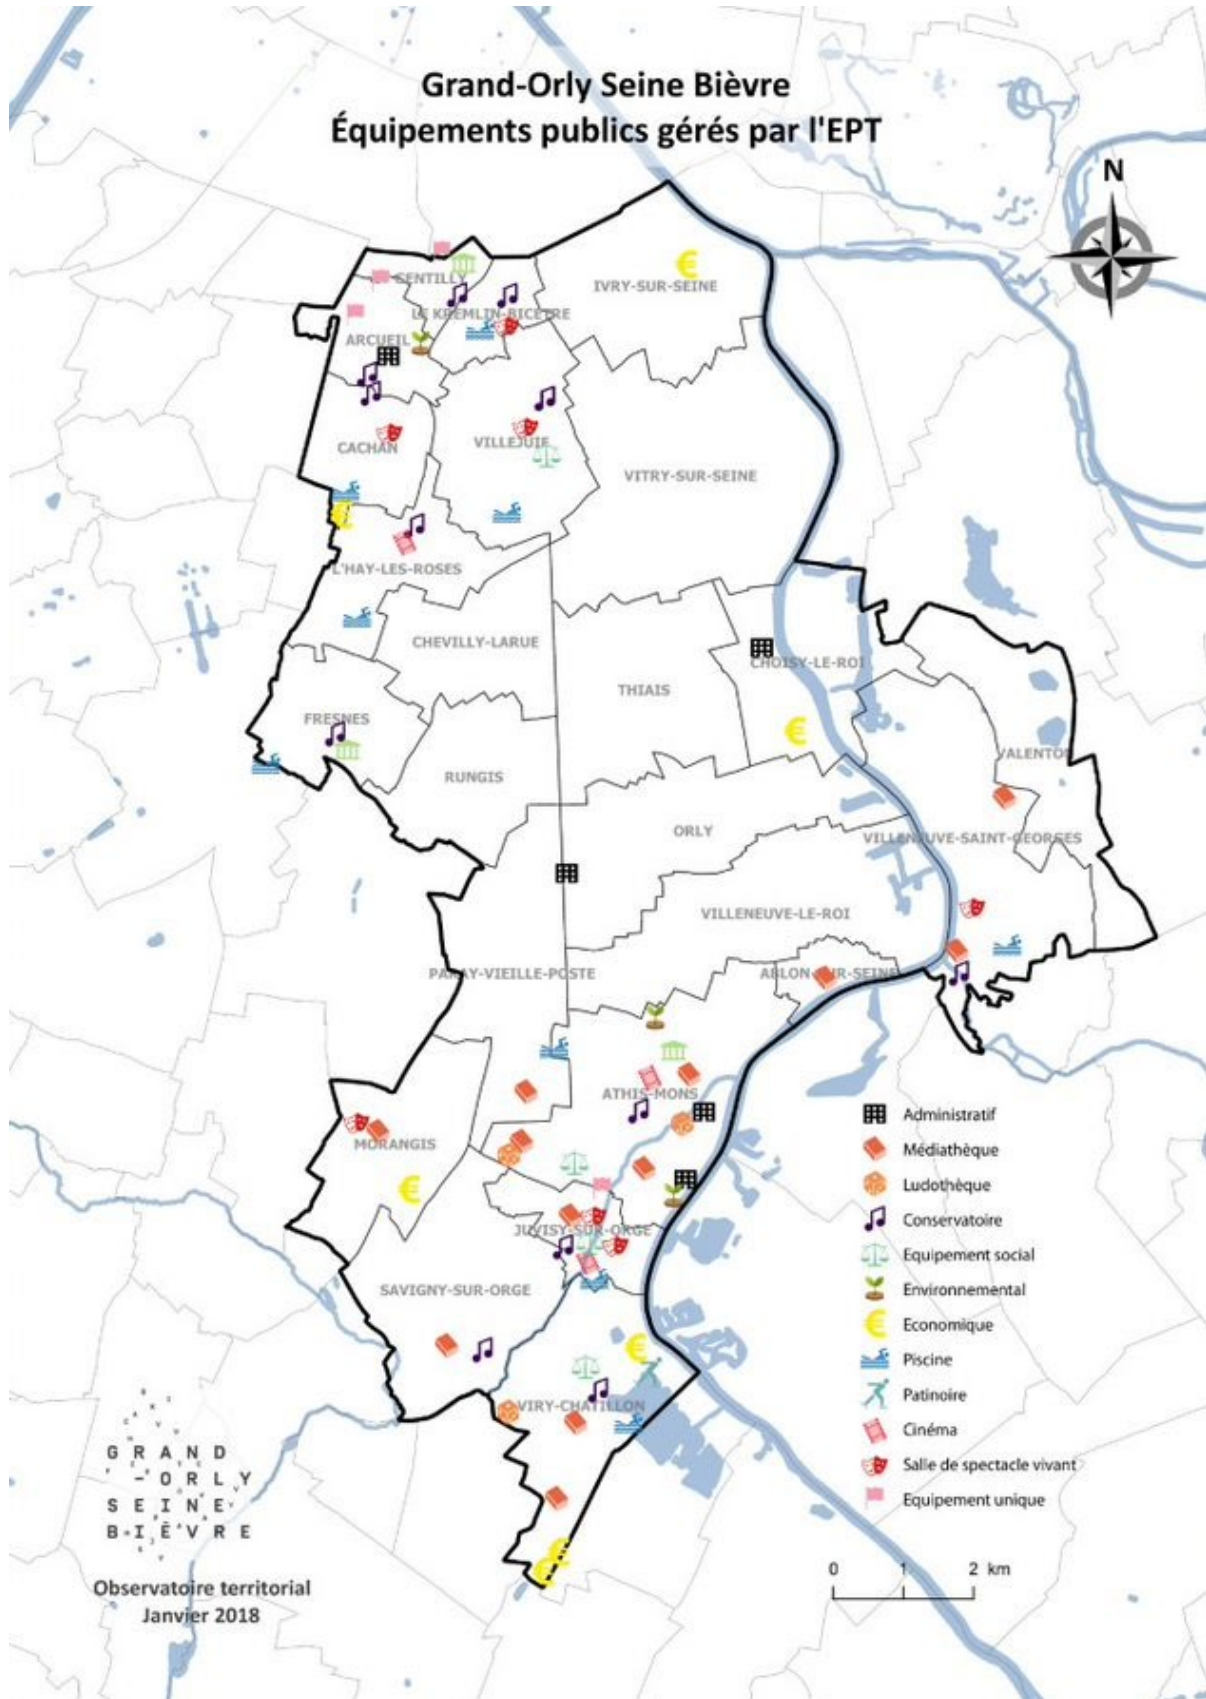 Grand-Orly Seine Bièvre
Équipements publics gérés par l'EPT
N
GENTILLY
IVRY-SUR-SEINE
LE KREMLIN-BICETRE
ARCUEIL
CACHAN
VILLEJUIF
VITRY-SUR-SEINE
L'HAY-LES-ROSES
CHEVILLY-LARUE
CHOISY-LE-ROI
THIAIS
FRESNES
VALENTON
RUNGIS
ORLY
VILLENEUVE-SAINT-GEORGES
VILLENEUVE-LE-ROI
PARAY-VIEILLE-POSTE
ABLON-SUR-SEINE
ATHIS-MONS
MORANGIS
JUVISY-SUR-ORGE
SAVIGNY-SUR-ORGE
VIRY-CHATILLON
Administratif
Médiathèque
Ludothèque
Conservatoire
Equipement social
Environnemental
Economique
Piscine
Patinoire
Cinéma
Salle de spectacle vivant
Equipement unique
GRAND
-ORLY
SEINE
BIÈVRE
Observatoire territorial
Janvier 2018
0 1 2 km